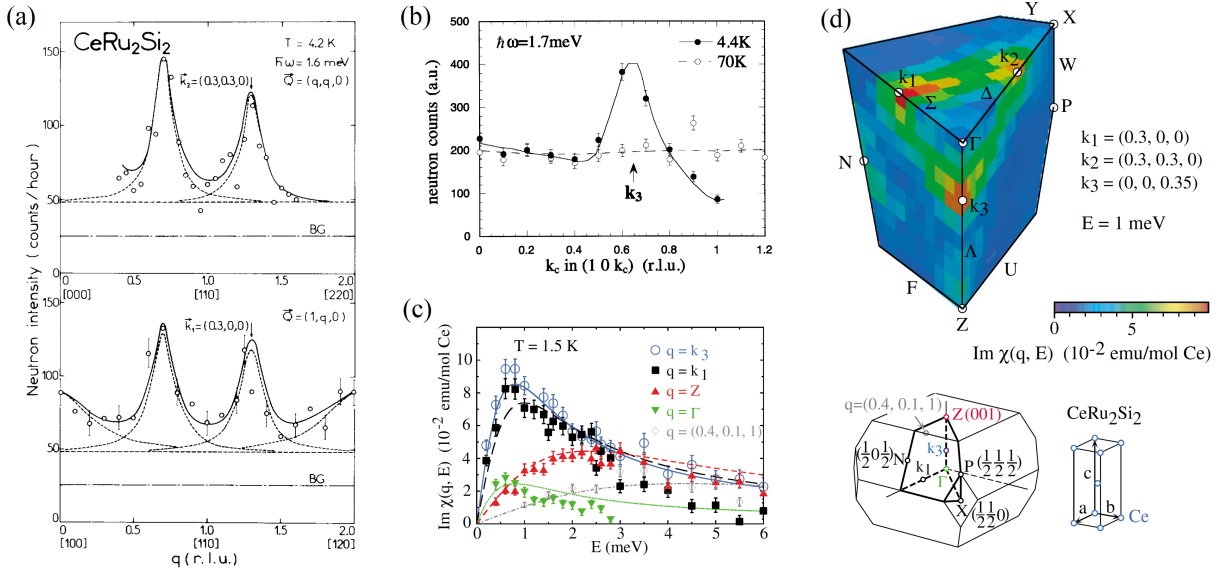 (a)
CeRu2Si2
T = 4.2 K
ħω = 1.6 meV
Q⃗ = (q,q,0)
k⃗2=(0.3,0.3,0)
150
100
50
0
BG
0 0.5 1.0 1.5 2.0
[000] [110] [220]
Neutron intensity ( counts / hour )
k⃗1=(0.3,0,0)
Q⃗ = (1,q,0)
150
100
50
0
BG
0 0.5 1.0 1.5 2.0
[100] [110] [120]
q ( r. l. u. )
(b)
ħω=1.7meV
4.4K
70K
500
400
300
200
100
0
neutron counts (a.u.)
k3
0 0.2 0.4 0.6 0.8 1.0 1.2
kc in (1 0 kc) (r.l.u.)
(c)
T = 1.5 K
q = k3
q = k1
q = Z
q = Γ
q = (0.4, 0.1, 1)
10
8
6
4
2
0
Im χ(q, E) (10-2 emu/mol Ce)
0 1 2 3 4 5 6
E (meV)
(d)
Y
X
k1
k2
W
Σ
Δ
P
Γ
N
k3
Λ
F
U
Z
k1 = (0.3, 0, 0)
k2 = (0.3, 0.3, 0)
k3 = (0, 0, 0.35)
E = 1 meV
0 5
Im χ(q, E) (10-2 emu/mol Ce)
q=(0.4, 0.1, 1)
Z(001)
(1/2 0 1/2)N
k3
k1
Γ
P (1/2 1/2 1/2)
X (1/2 1/2 0)
CeRu2Si2
c
a
b
Ce